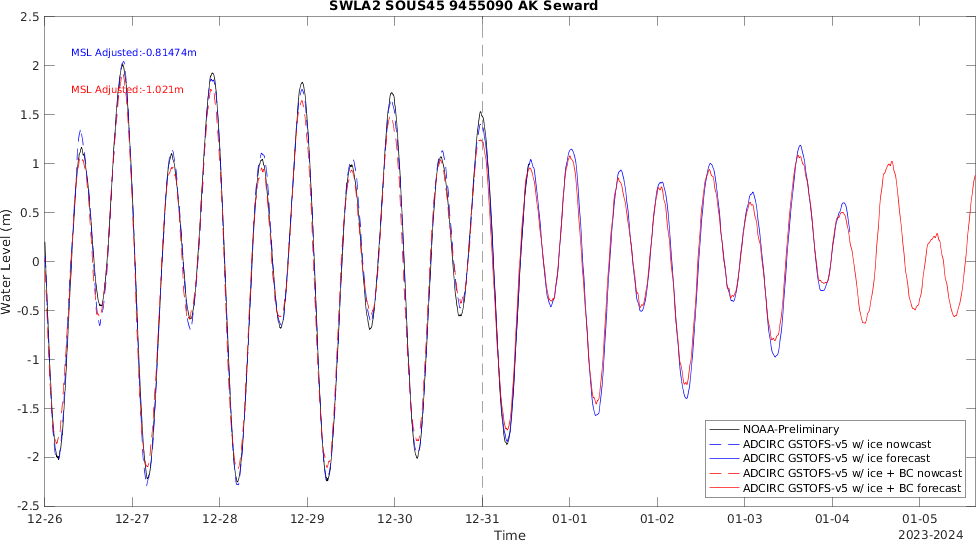 SWLA2 SOUS45 9455090 AK Seward
MSL Adjusted:-0.81474m
MSL Adjusted:-1.021m
2.5
2
1.5
1
0.5
0
-0.5
-1
-1.5
-2
-2.5
Water Level (m)
NOAA-Preliminary
ADCIRC GSTOFS-v5 w/ ice nowcast
ADCIRC GSTOFS-v5 w/ ice forecast
ADCIRC GSTOFS-v5 w/ ice + BC nowcast
ADCIRC GSTOFS-v5 w/ ice + BC forecast
12-26 12-27 12-28 12-29 12-30 12-31 01-01 01-02 01-03 01-04 01-05
Time
2023-2024